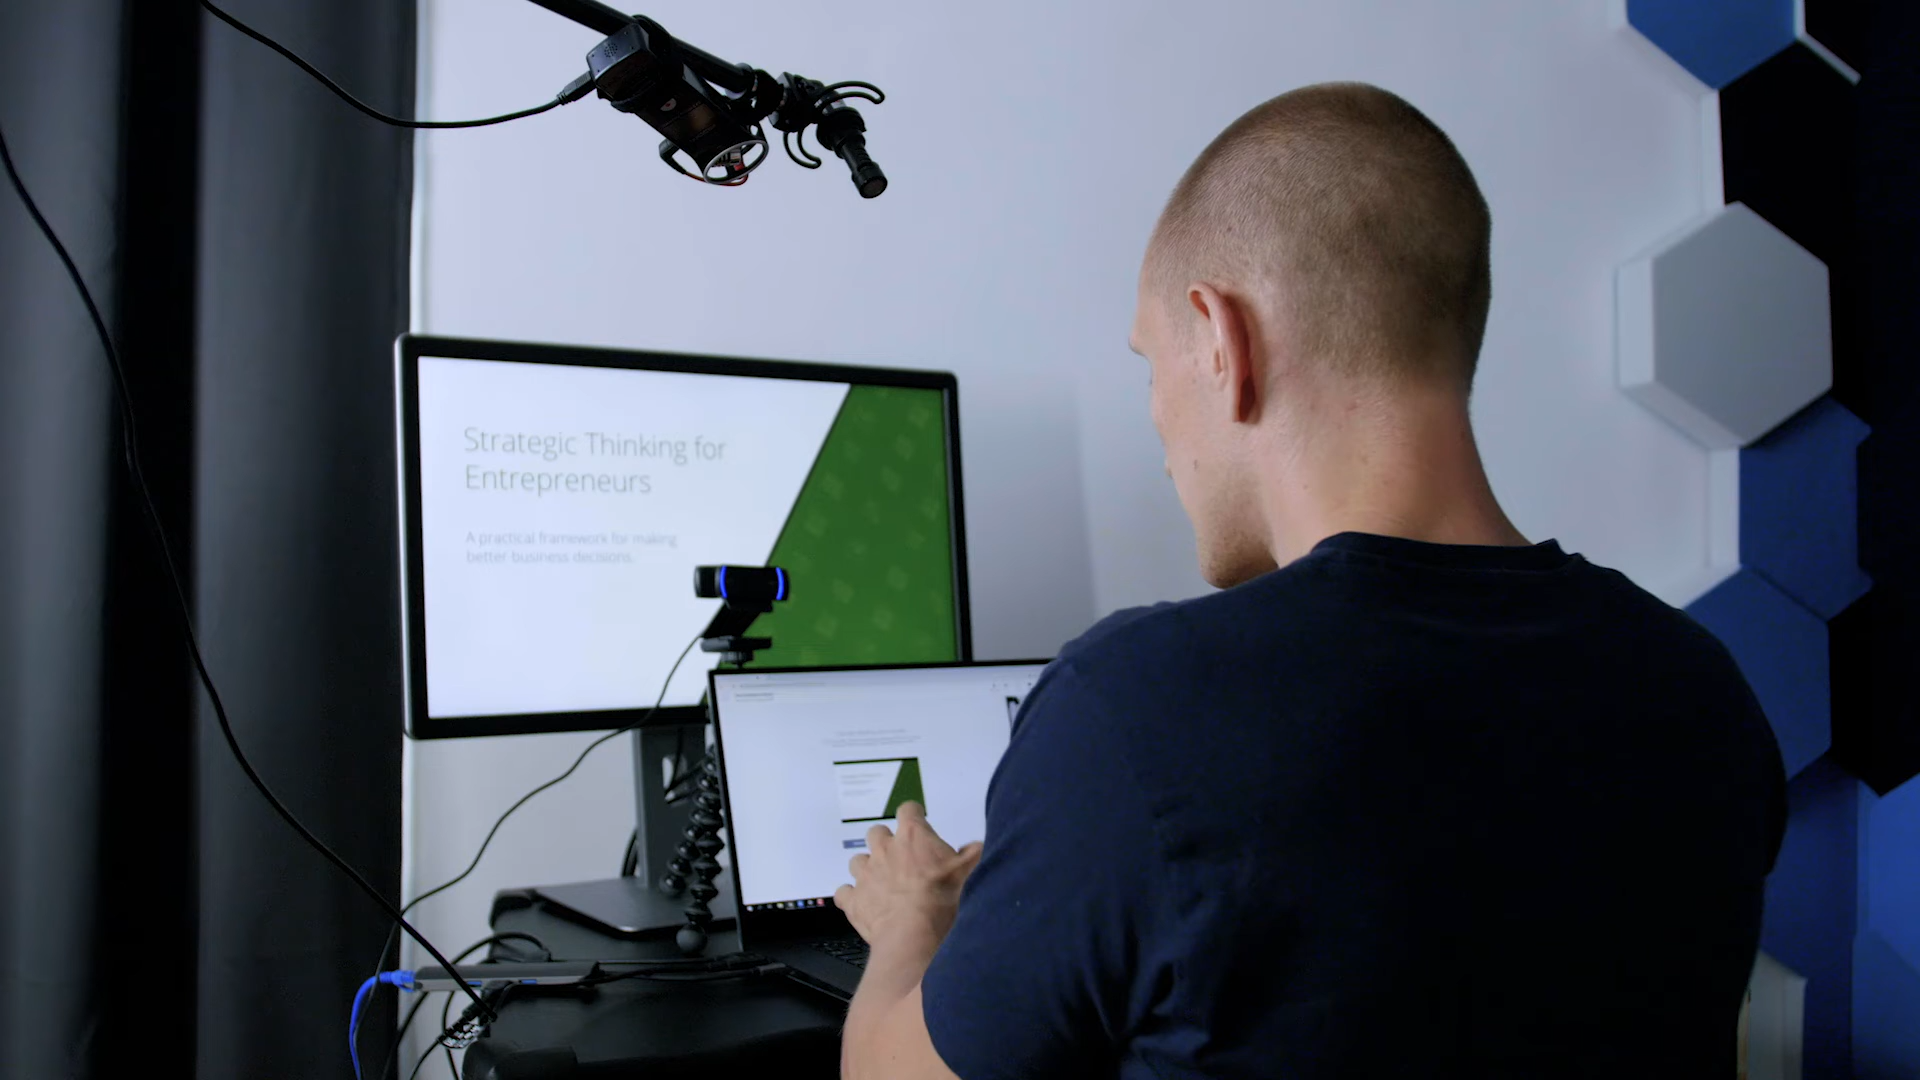 Strategic Thinking for
Entrepreneurs
A practical framework for making
better business decisions.